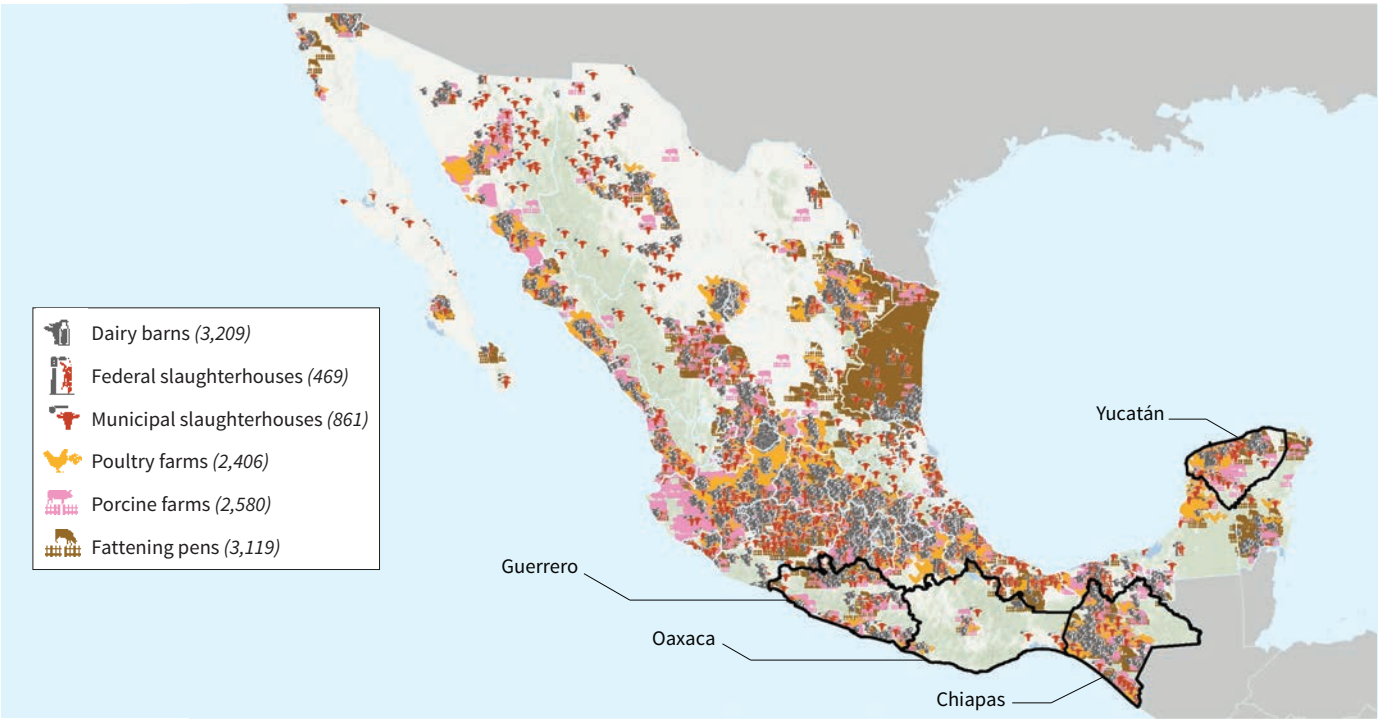 Dairy barns (3,209)
Federal slaughterhouses (469)
Municipal slaughterhouses (861)
Poultry farms (2,406)
Porcine farms (2,580)
Fattening pens (3,119)
Yucatán
Guerrero
Oaxaca
Chiapas